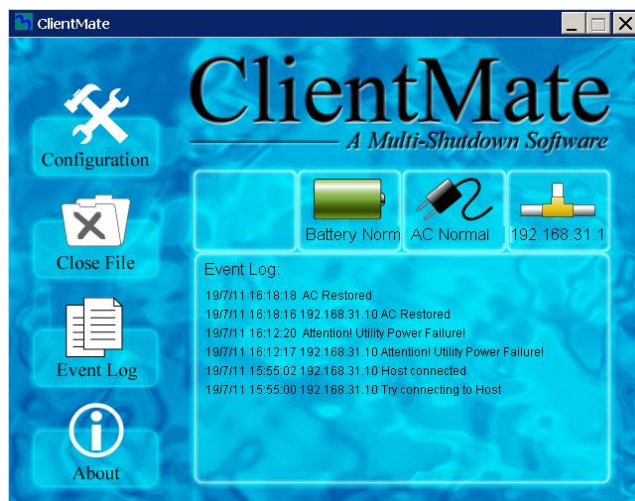 ClientMate
ClientMate
A Multi-Shutdown Software
Configuration
Close File
Event Log
About
Battery Norm
AC Normal
192.168.31.1
Event Log:
19/7/11 16:18:18 AC Restored
19/7/11 16:18:16 192.168.31.10 AC Restored
19/7/11 16:12:20 Attention! Utility Power Failure!
19/7/11 16:12:17 192.168.31.10 Attention! Utility Power Failure!
19/7/11 15:55:02 192.168.31.10 Host connected
19/7/11 15:55:00 192.168.31.10 Try connecting to Host